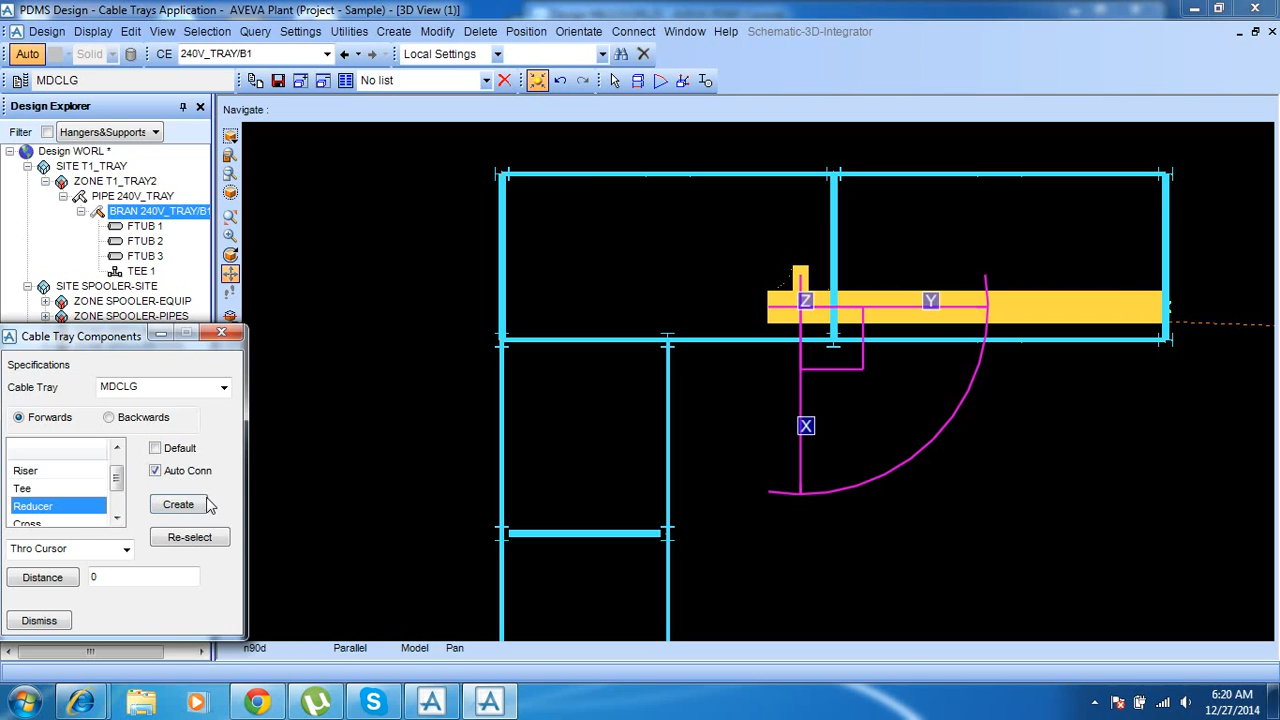 PDMS Design - Cable Trays Application - AVEVA Plant (Project - Sample) - [3D View (1)]
Design Display Edit View Selection Query Settings Utilities Create Modify Delete Position Orientate Connect Window Help Schematic-3D-Integrator
Auto Solid CE 240V_TRAY/B1 Local Settings
MDCLG No list
Design Explorer
Navigate :
Filter Hangers&Supports
Design WORL *
SITE T1_TRAY
ZONE T1_TRAY2
PIPE 240V_TRAY
BRAN 240V_TRAY/B1
FTUB 1
FTUB 2
FTUB 3
TEE 1
SITE SPOOLER-SITE
ZONE SPOOLER-EQUIP
ZONE SPOOLER-PIPES
Z Y
X
Cable Tray Components
Specifications
Cable Tray MDCLG
Forwards Backwards
Default
Riser
Auto Conn
Tee
Reducer
Create
Cross
Re-select
Thro Cursor
Distance 0
Dismiss
n90d Parallel Model Pan
6:20 AM
12/27/2014